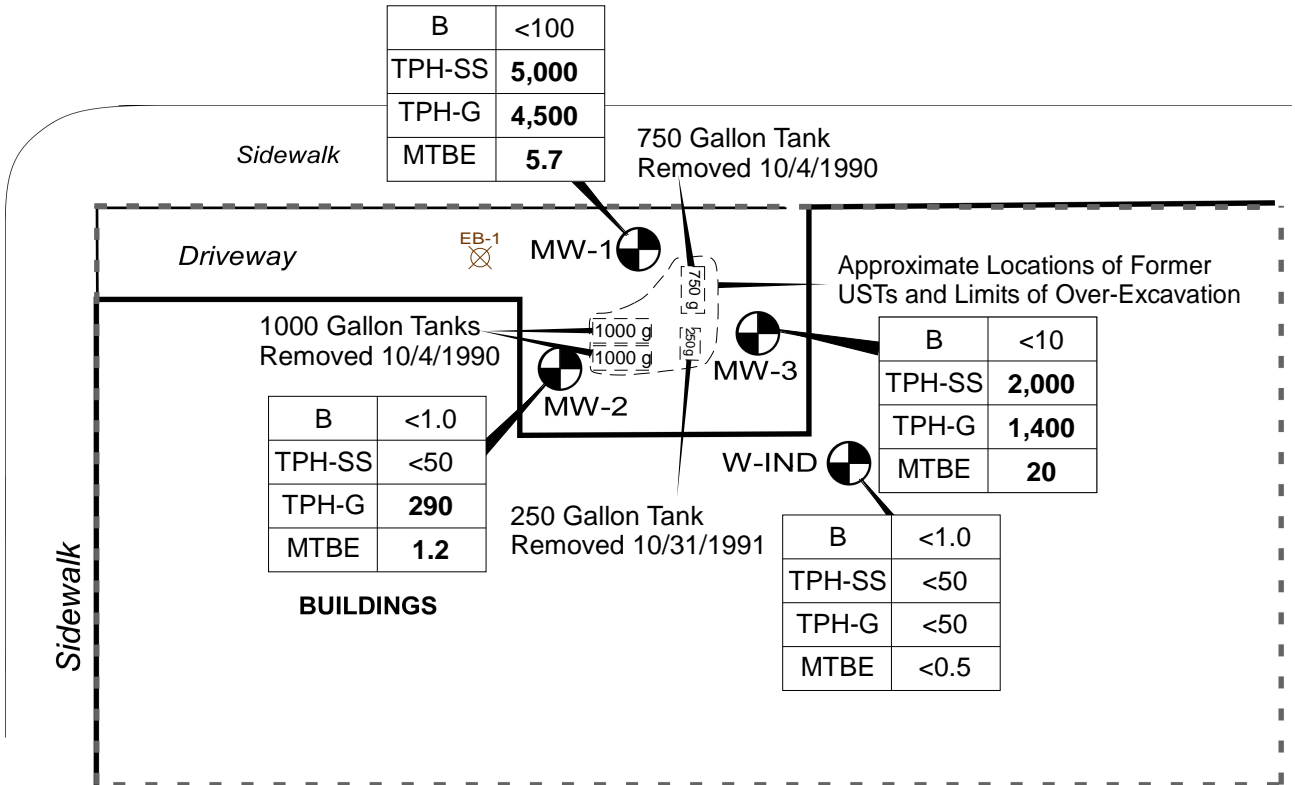 B <100
TPH-SS 5,000
TPH-G 4,500
MTBE 5.7
Sidewalk
750 Gallon Tank
Removed 10/4/1990
EB-1
MW-1
Driveway
750 g
Approximate Locations of Former
USTs and Limits of Over-Excavation
1000 Gallon Tanks
Removed 10/4/1990
1000 g
1000 g
250g
MW-3
MW-2
B <10
TPH-SS 2,000
TPH-G 1,400
MTBE 20
B <1.0
TPH-SS <50
TPH-G 290
MTBE 1.2
W-IND
250 Gallon Tank
Removed 10/31/1991
B <1.0
TPH-SS <50
TPH-G <50
MTBE <0.5
BUILDINGS
Sidewalk